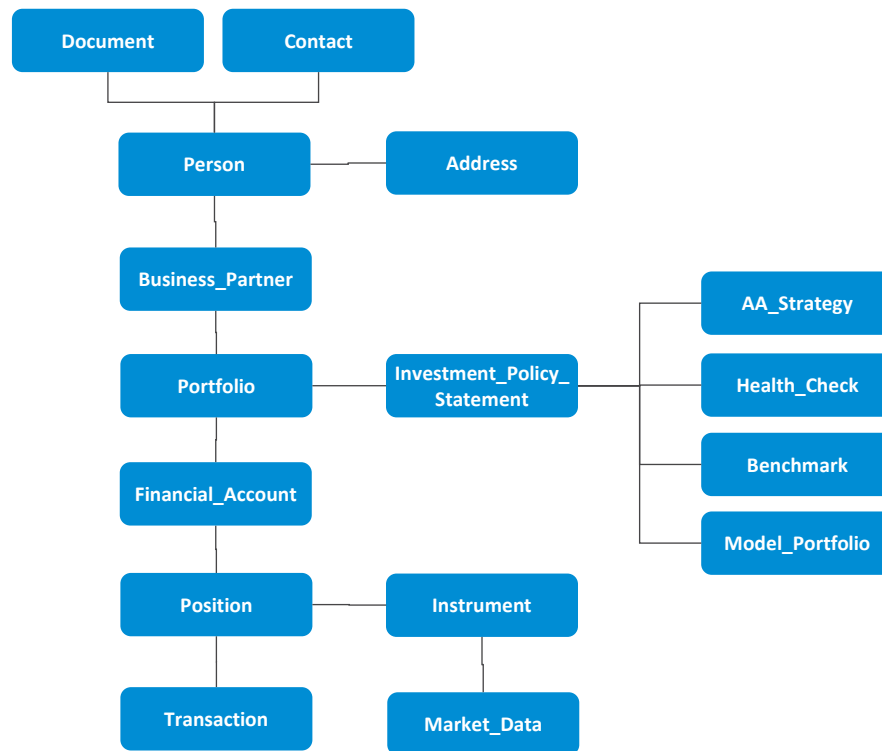 Document
Contact
Person
Address
Business_Partner
AA_Strategy
Portfolio
Investment_Policy_
Statement
Health_Check
Financial_Account
Benchmark
Model_Portfolio
Position
Instrument
Transaction
Market_Data